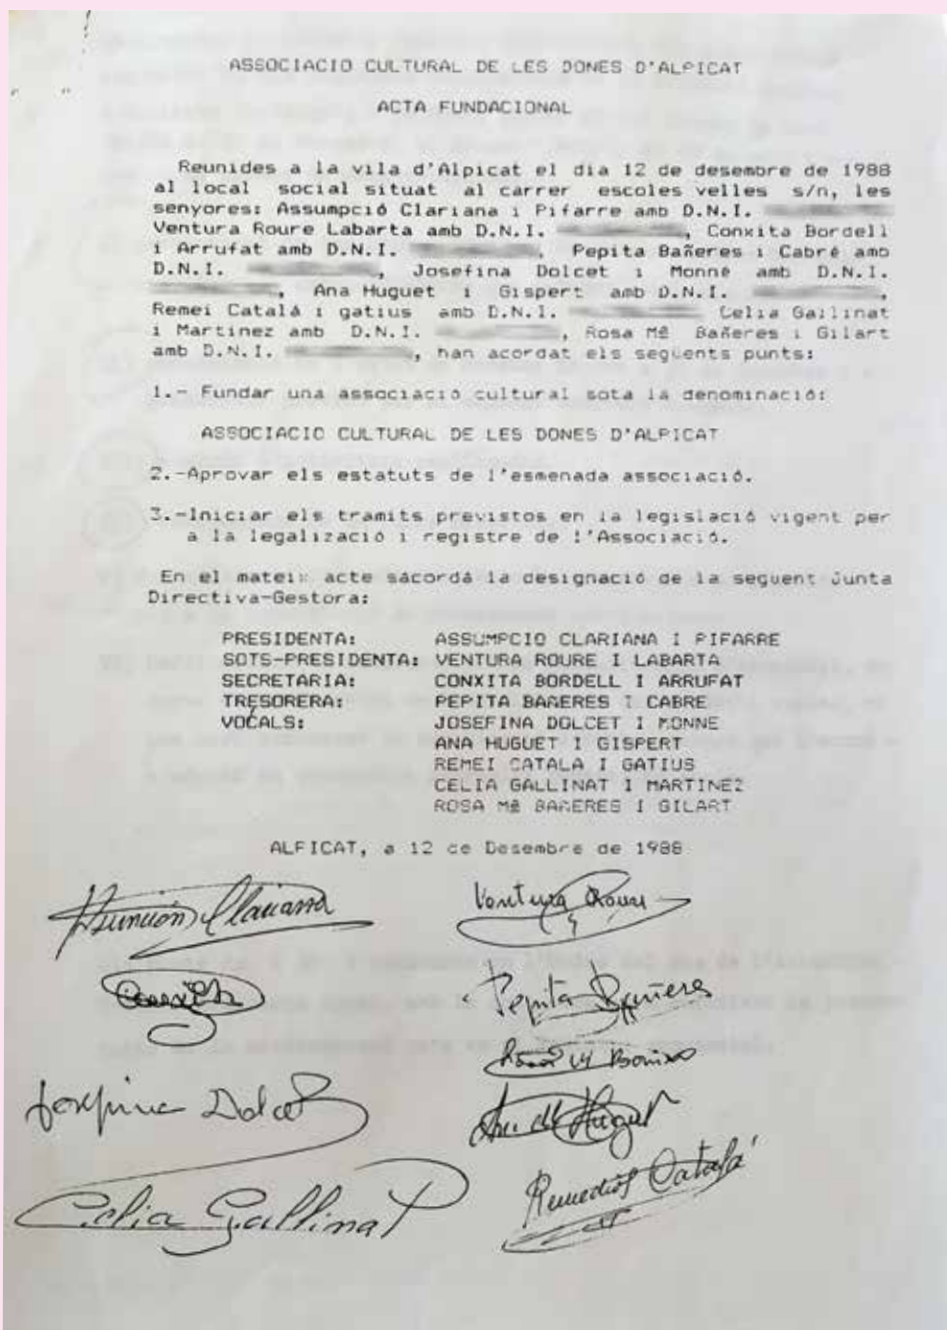 ASSOCIACIO CULTURAL DE LES DONES D'ALPICAT
ACTA FUNDACIONAL
Reunides a la vila d'Alpicat el dia 12 de desembre de 1988
al local social situat al carrer escoles velles s/n, les
senyores: Assumpció Clariana i Pifarre amb D.N.I.
Ventura Roure Labarta amb D.N.I. , Conxita Bordell
i Arrufat amb D.N.I. , Pepita Bañeres i Cabré amb
D.N.I. , Josefina Dolcet i Monné amb D.N.I.
, Ana Huguet i Gispert amb D.N.I. ,
Remei Catalá i gatius amb D.N.I. Celia Gallinat
i Martinez amb D.N.I. , Rosa Mª Bañeres i Gilart
amb D.N.I. , han acordat els seguents punts:
1.- Fundar una associació cultural sota la denominació:
ASSOCIACIO CULTURAL DE LES DONES D'ALPICAT
2.-Aprovar els estatuts de l'esmenada associació.
3.-Iniciar els tramits previstos en la legislació vigent per
a la legalizació i registre de l'Associació.
En el mateix acte sácordá la designació de la seguent Junta
Directiva-Gestora:
PRESIDENTA: ASSUMPCIO CLARIANA I PIFARRE
SOTS-PRESIDENTA: VENTURA ROURE I LABARTA
SECRETARIA: CONXITA BORDELL I ARRUFAT
TRESORERA: PEPITA BAÑERES I CABRE
VOCALS: JOSEFINA DOLCET I MONNE
ANA HUGUET I GISPERT
REMEI CATALA I GATIUS
CELIA GALLINAT I MARTINEZ
ROSA Mª BAÑERES I GILART
ALPICAT, a 12 de Desembre de 1988
Asunción Clariana
Ventura Roure
Conxita
Pepita Bañeres
Rosa Mª
Josefina Dolcet
Ana Mª Huguet
Remedios Catalá
Celia Gallinat